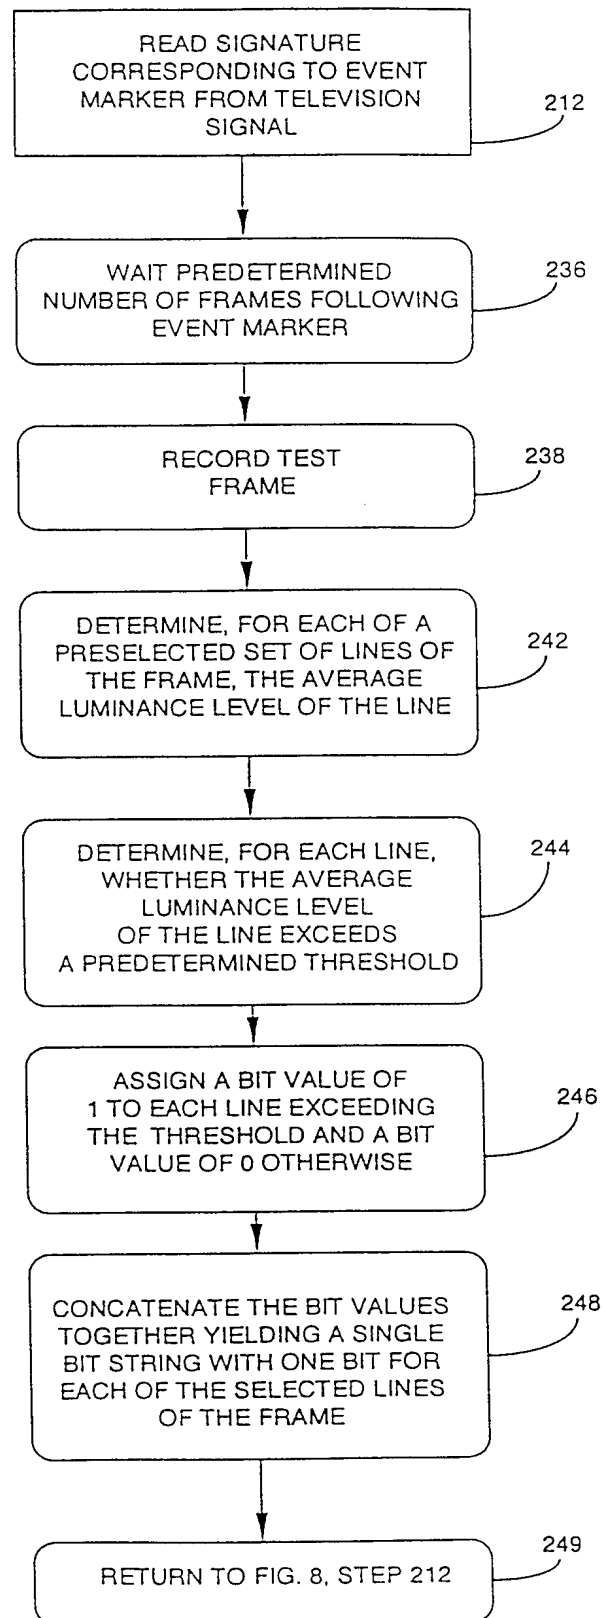 READ SIGNATURE
CORRESPONDING TO EVENT
MARKER FROM TELEVISION
SIGNAL
212
WAIT PREDETERMINED
NUMBER OF FRAMES FOLLOWING
EVENT MARKER
236
RECORD TEST
FRAME
238
DETERMINE, FOR EACH OF A
PRESELECTED SET OF LINES OF
THE FRAME, THE AVERAGE
LUMINANCE LEVEL OF THE LINE
242
DETERMINE, FOR EACH LINE,
WHETHER THE AVERAGE
LUMINANCE LEVEL
OF THE LINE EXCEEDS
A PREDETERMINED THRESHOLD
244
ASSIGN A BIT VALUE OF
1 TO EACH LINE EXCEEDING
THE THRESHOLD AND A BIT
VALUE OF 0 OTHERWISE
246
CONCATENATE THE BIT VALUES
TOGETHER YIELDING A SINGLE
BIT STRING WITH ONE BIT FOR
EACH OF THE SELECTED LINES
OF THE FRAME
248
RETURN TO FIG. 8, STEP 212
249